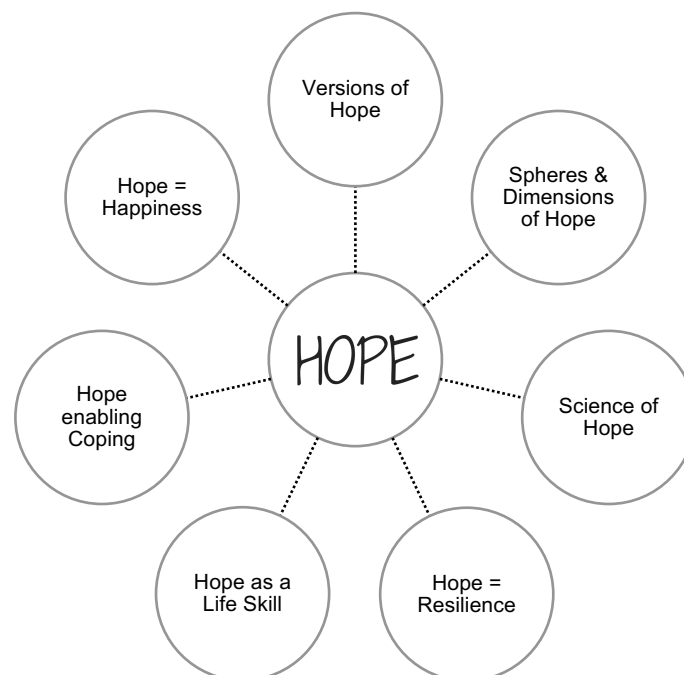 Versions of
Hope
Hope =
Happiness
Spheres &
Dimensions
of Hope
HOPE
Hope
enabling
Coping
Science of
Hope
Hope as a
Life Skill
Hope =
Resilience